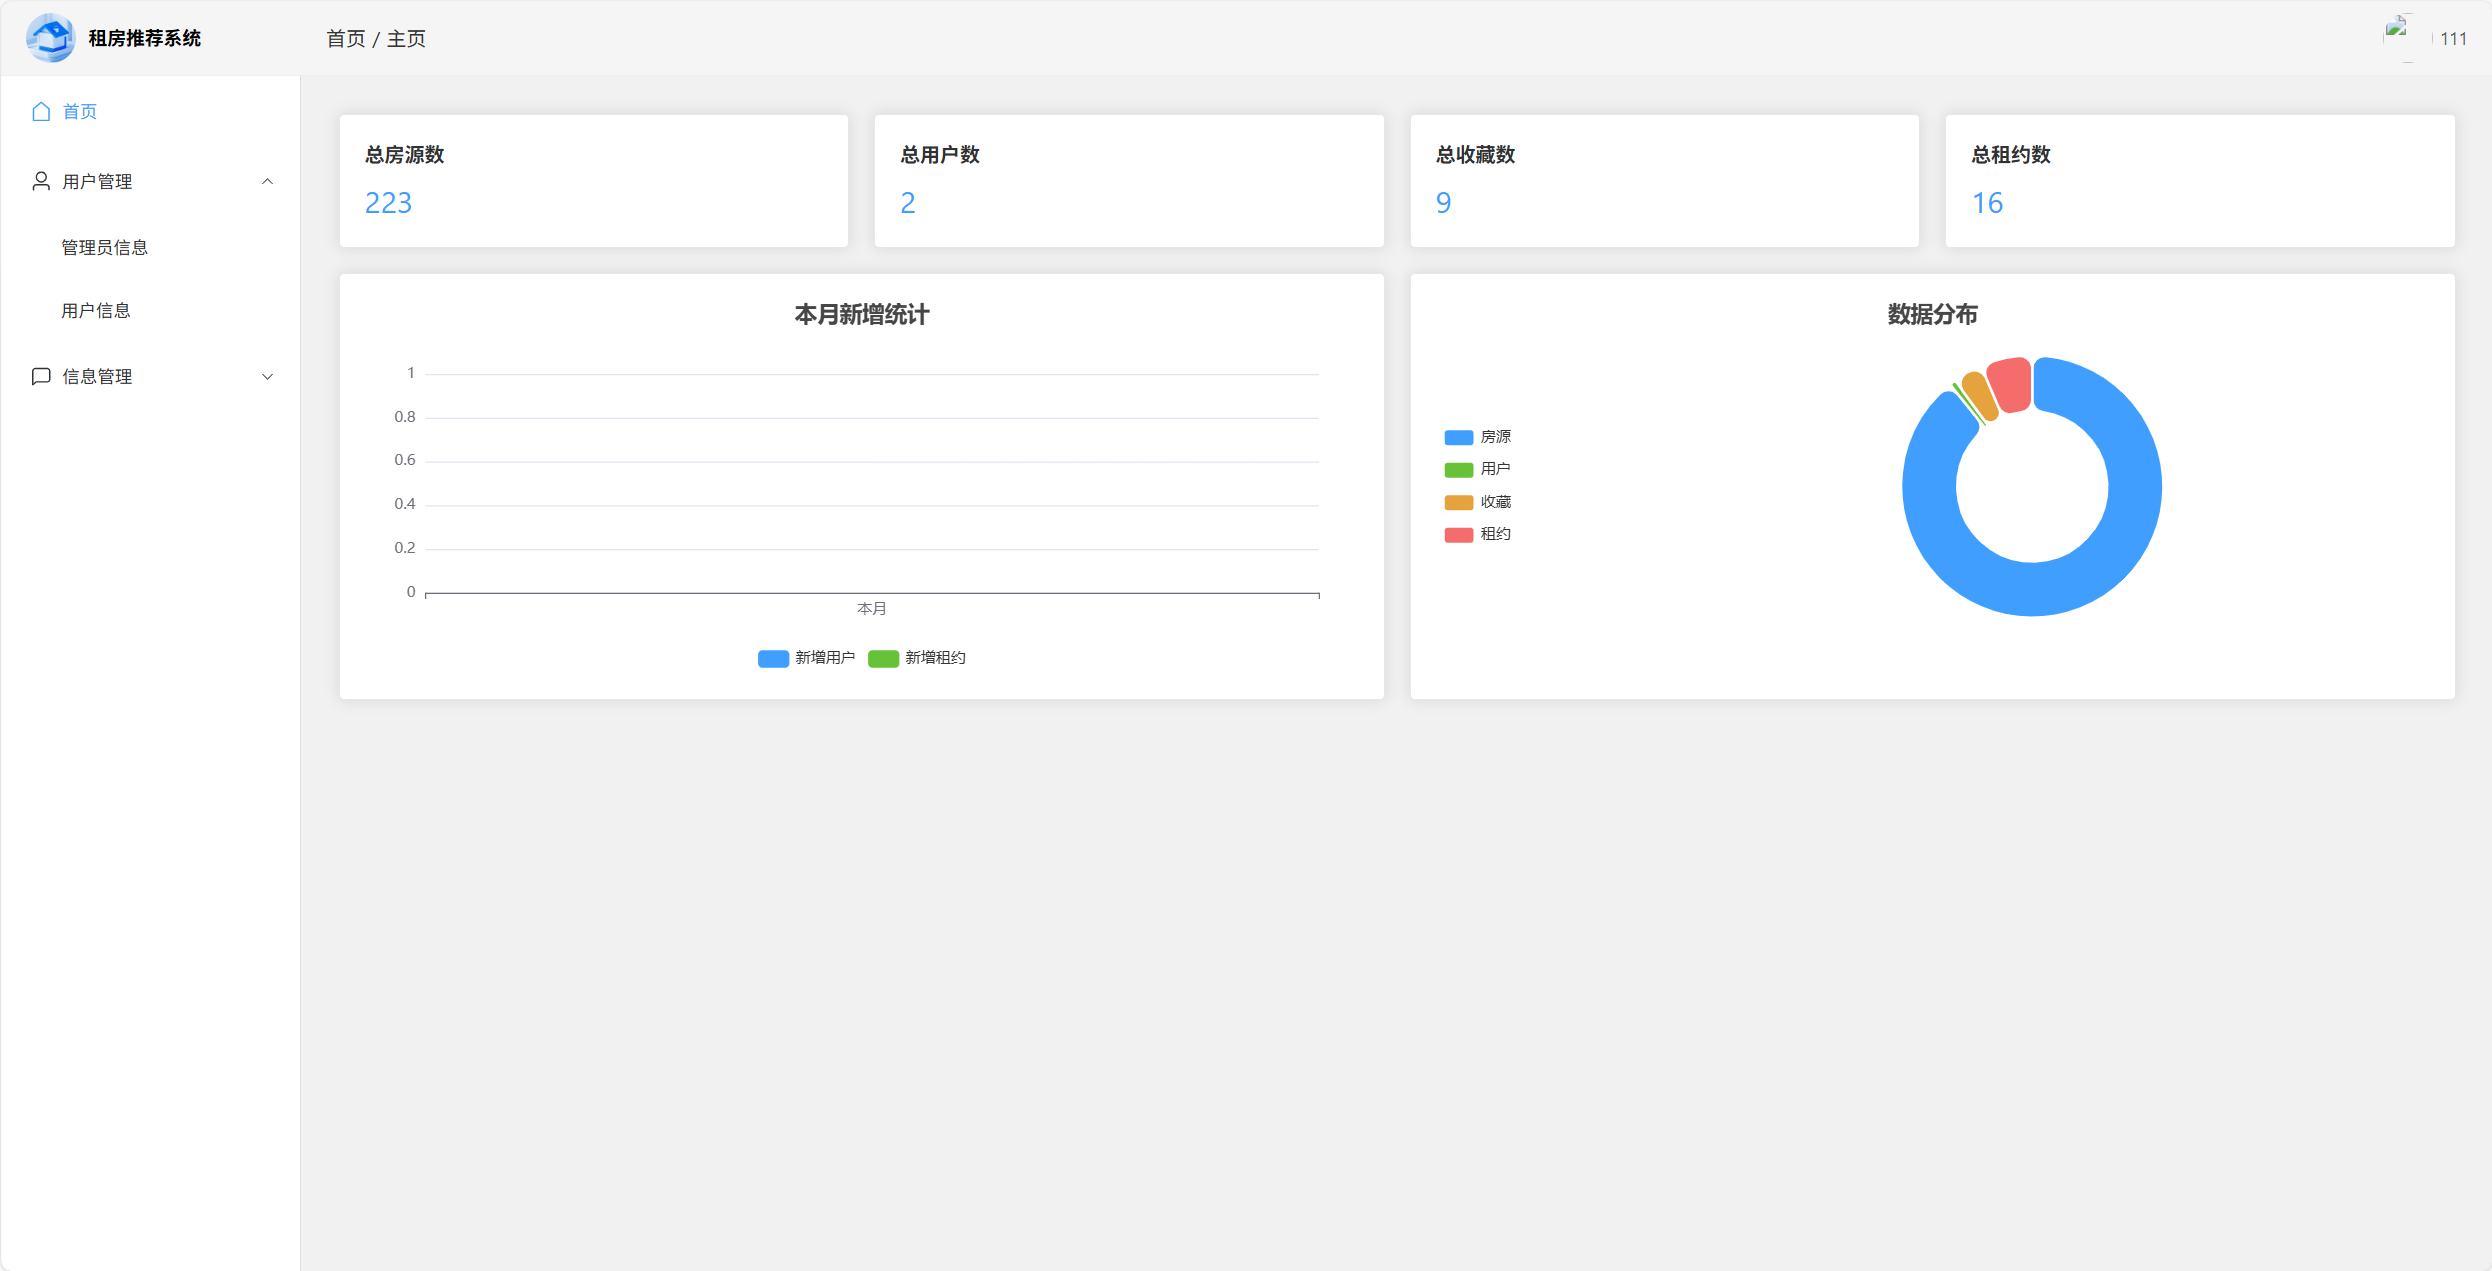 租房推荐系统
首页 / 主页
111
首页
用户管理
管理员信息
用户信息
信息管理
总房源数
223
总用户数
2
总收藏数
9
总租约数
16
本月新增统计
1
0.8
0.6
0.4
0.2
0
本月
新增用户
新增租约
数据分布
房源
用户
收藏
租约